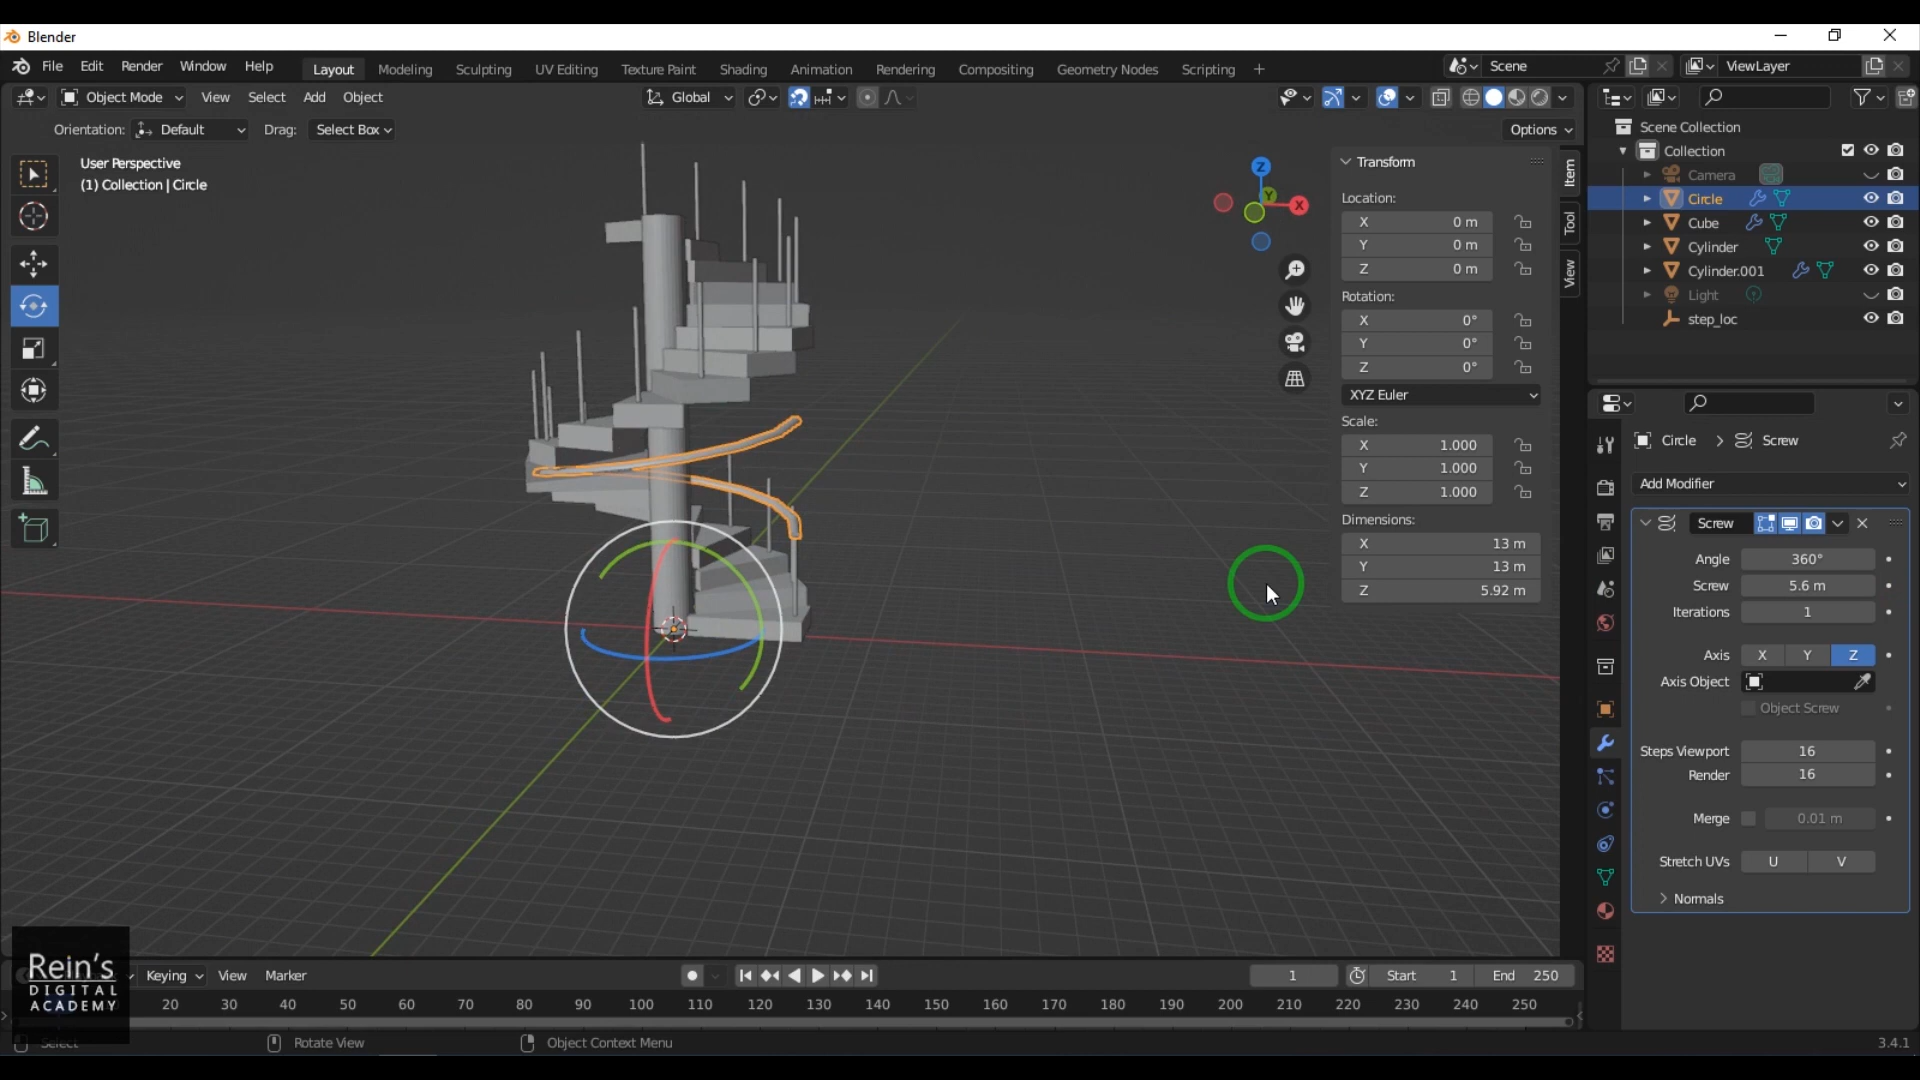 Blender
File Edit Render Window Help Layout Modeling Sculpting UV Editing Texture Paint Shading Animation Rendering Compositing Geometry Nodes Scripting + Scene ViewLayer
Object Mode View Select Add Object Global
Orientation: Default Drag: Select Box Options
User Perspective
(1) Collection | Circle
Z
Y
X
Transform
Location:
X 0 m
Y 0 m
Z 0 m
Rotation:
X 0°
Y 0°
Z 0°
XYZ Euler
Scale:
X 1.000
Y 1.000
Z 1.000
Dimensions:
X 13 m
Y 13 m
Z 5.92 m
Item
Tool
View
Scene Collection
Collection
Camera
Circle
Cube
Cylinder
Cylinder.001
Light
step_loc
Circle > Screw
Add Modifier
Screw
Angle 360°
Screw 5.6 m
Iterations 1
Axis X Y Z
Axis Object
Object Screw
Steps Viewport 16
Render 16
Merge 0.01 m
Stretch UVs U V
Normals
Rein's
DIGITAL
ACADEMY
Keying View Marker 1 Start 1 End 250
20 30 40 50 60 70 80 90 100 110 120 130 140 150 160 170 180 190 200 210 220 230 240 250
Select Rotate View Object Context Menu 3.4.1